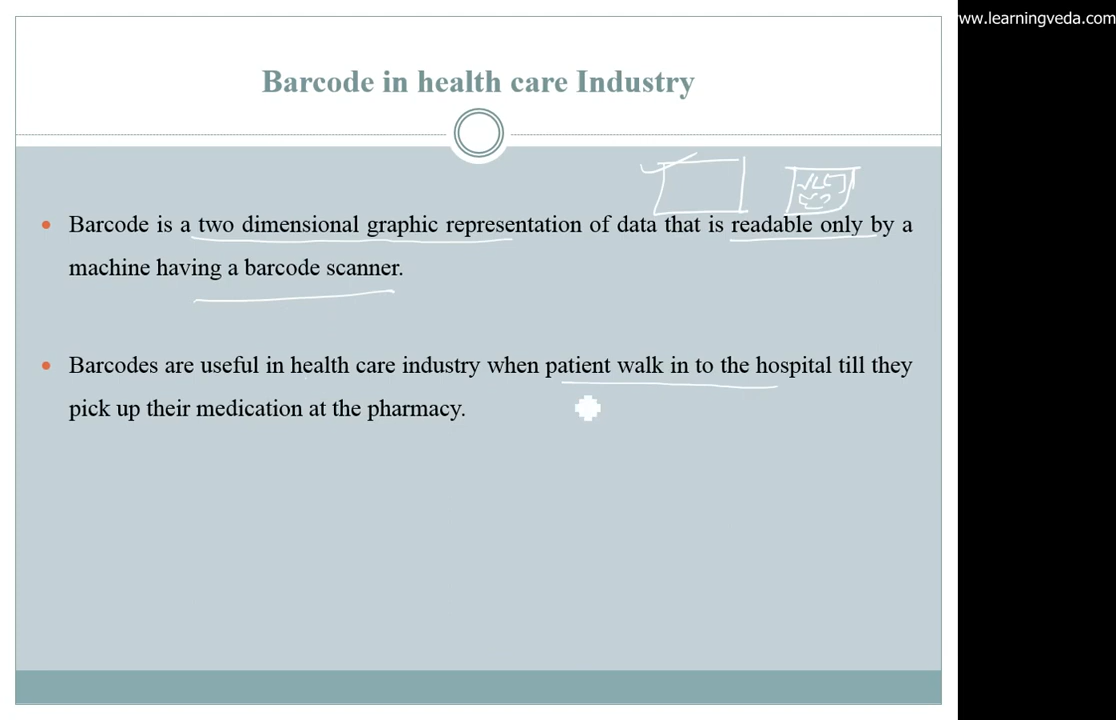 ww.learningveda.com
Barcode in health care Industry
• Barcode is a two dimensional graphic representation of data that is readable only by a
machine having a barcode scanner.
• Barcodes are useful in health care industry when patient walk in to the hospital till they
pick up their medication at the pharmacy.